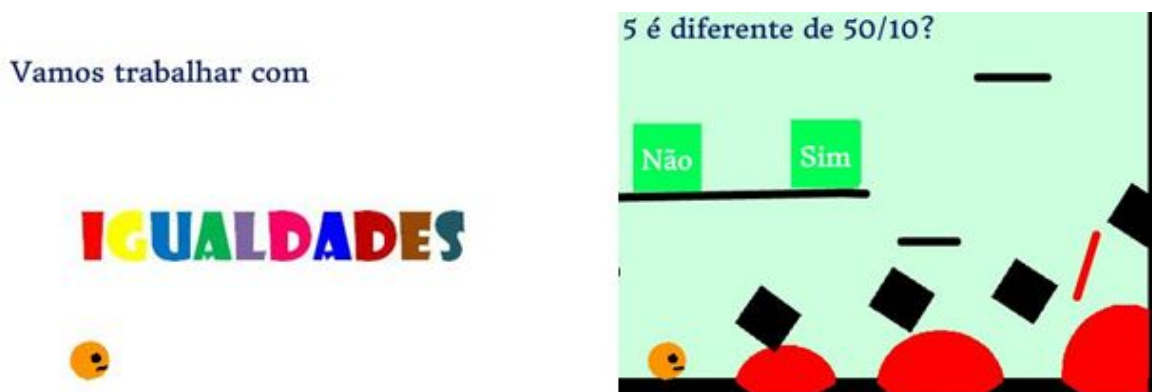 Vamos trabalhar com
IGUALDADES
5 é diferente de 50/10?
Não
Sim